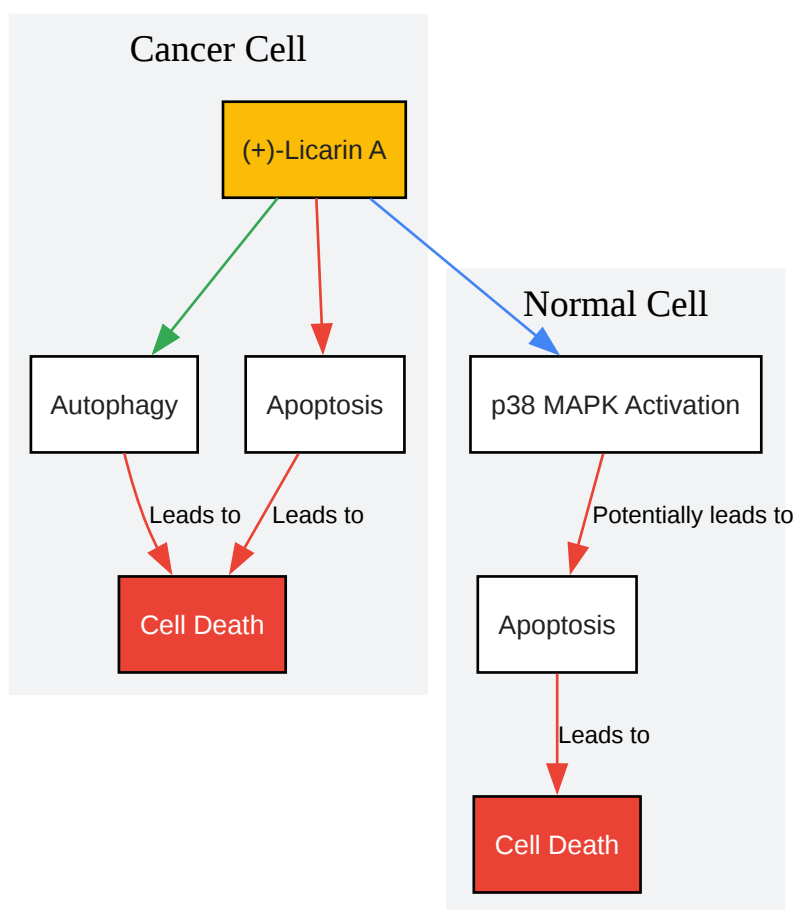 Cancer Cell
(+)-Licarin A
Autophagy
Apoptosis
Leads to
Leads to
Cell Death
Normal Cell
p38 MAPK Activation
Potentially leads to
Apoptosis
Leads to
Cell Death